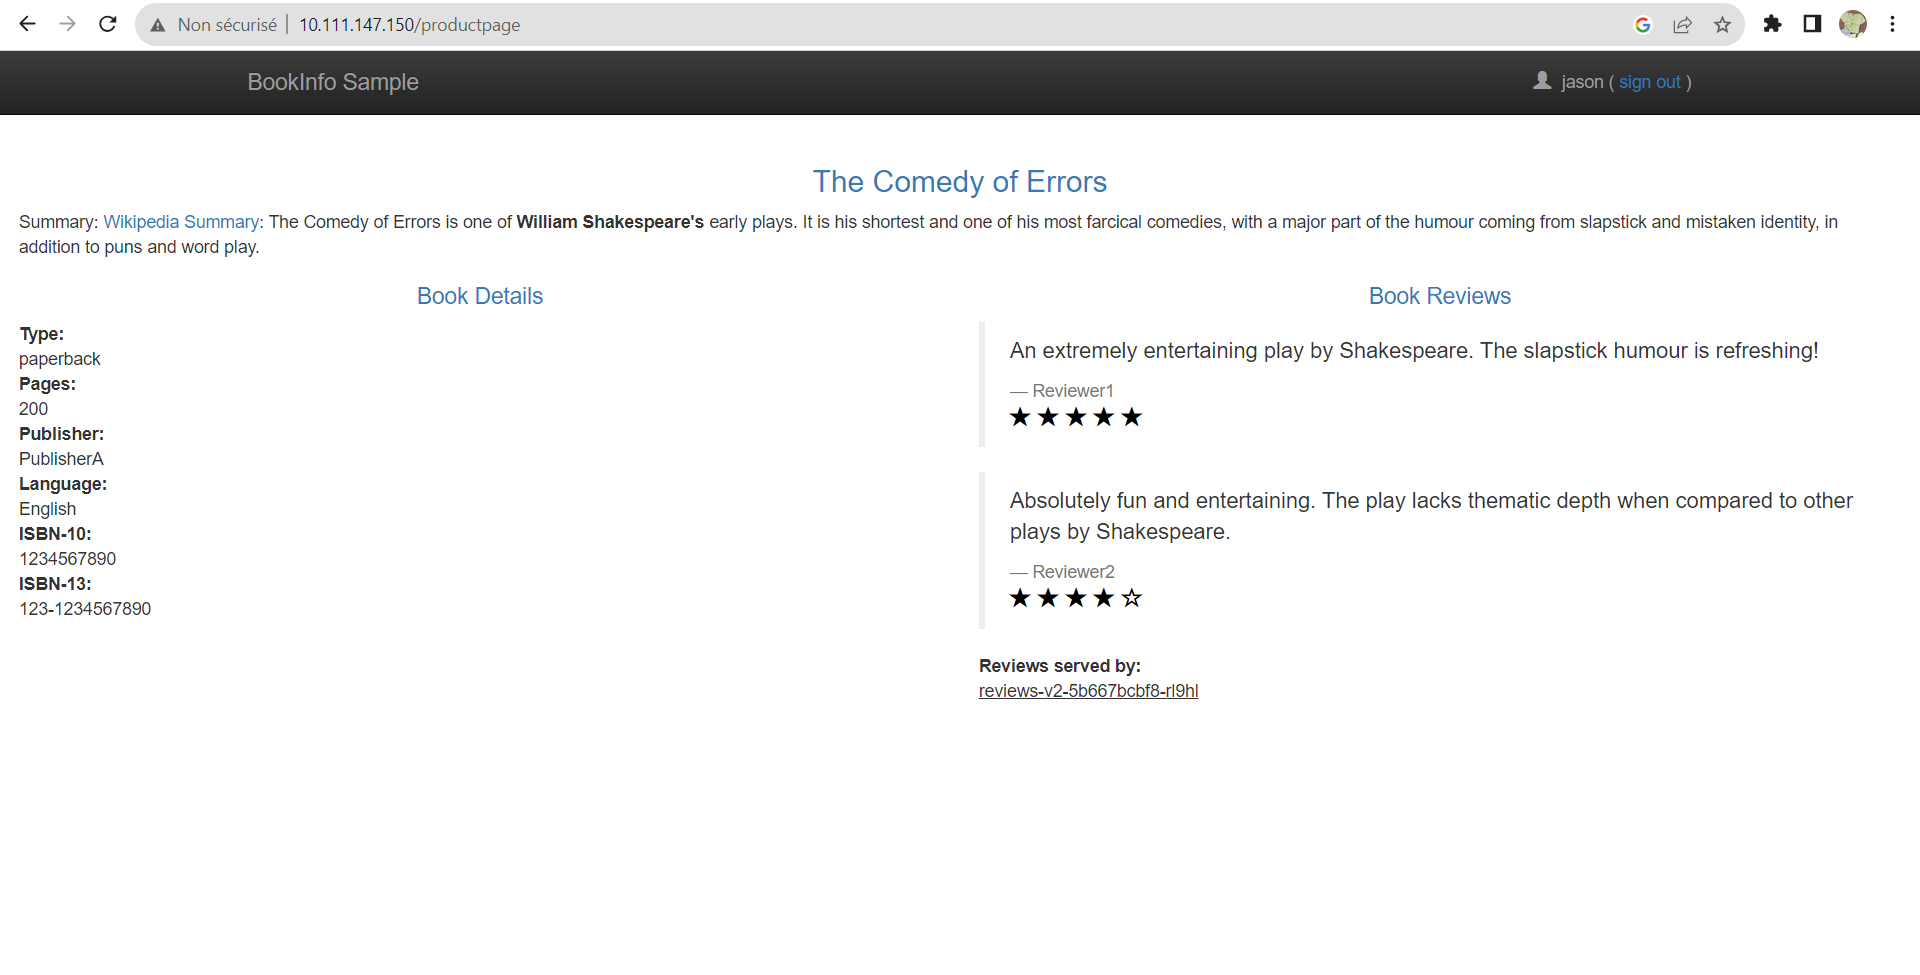 Non sécurisé | 10.111.147.150/productpage
BookInfo Sample
jason ( sign out )
The Comedy of Errors
Summary: Wikipedia Summary: The Comedy of Errors is one of William Shakespeare's early plays. It is his shortest and one of his most farcical comedies, with a major part of the humour coming from slapstick and mistaken identity, in
addition to puns and word play.
Book Details
Type:
paperback
Pages:
200
Publisher:
PublisherA
Language:
English
ISBN-10:
1234567890
ISBN-13:
123-1234567890
Book Reviews
An extremely entertaining play by Shakespeare. The slapstick humour is refreshing!
— Reviewer1
★★★★★
Absolutely fun and entertaining. The play lacks thematic depth when compared to other
plays by Shakespeare.
— Reviewer2
★★★★☆
Reviews served by:
reviews-v2-5b667bcbf8-rl9hl